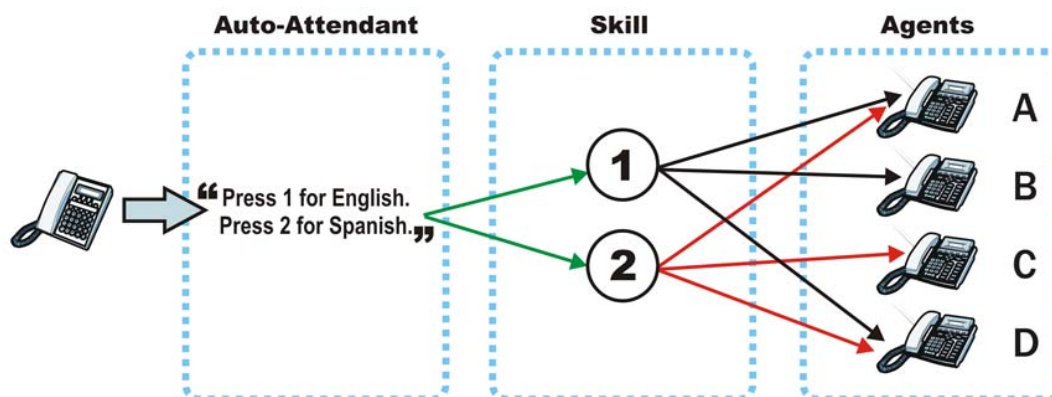 Auto-Attendant
Skill
Agents
“Press 1 for English.
Press 2 for Spanish.”
1
2
A
B
C
D